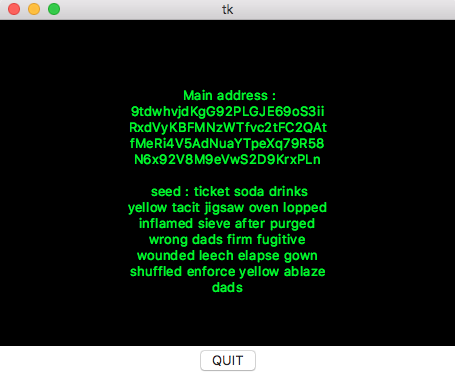 tk
Main address :
9tdwhvjdKgG92PLGJE69oS3ii
RxdVyKBFMNzWTfvc2tFC2QAt
fMeRi4V5AdNuaYTpeXq79R58
N6x92V8M9eVwS2D9KrxPLn
seed : ticket soda drinks
yellow tacit jigsaw oven lopped
inflamed sieve after purged
wrong dads firm fugitive
wounded leech elapse gown
shuffled enforce yellow ablaze
dads
QUIT